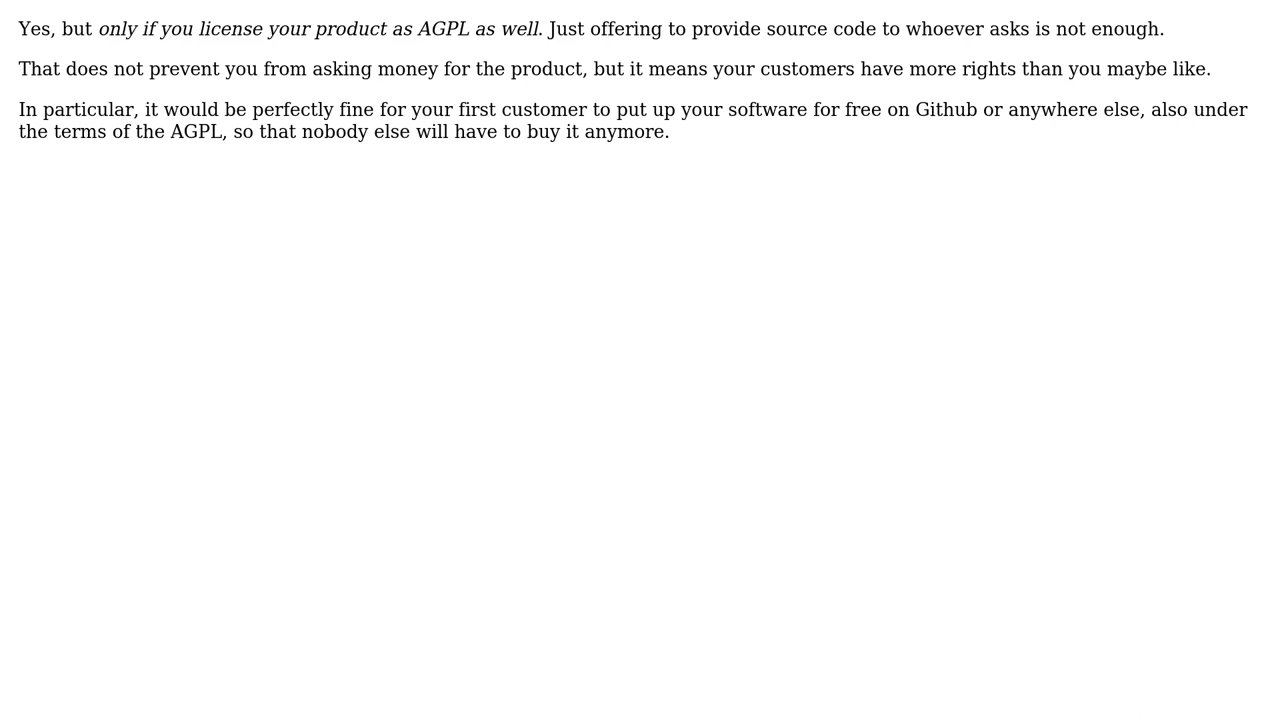 Yes, but only if you license your product as AGPL as well. Just offering to provide source code to whoever asks is not enough.
That does not prevent you from asking money for the product, but it means your customers have more rights than you maybe like.
In particular, it would be perfectly fine for your first customer to put up your software for free on Github or anywhere else, also under
the terms of the AGPL, so that nobody else will have to buy it anymore.